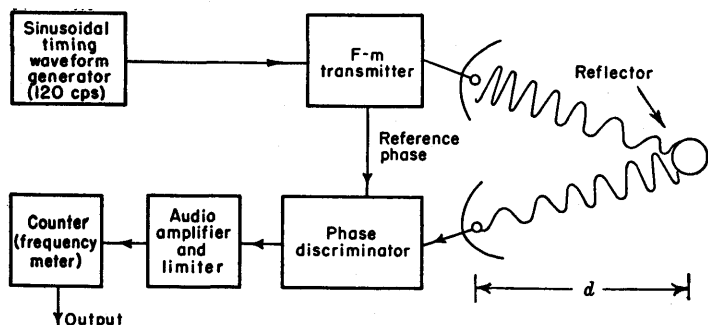 Sinusoidal
timing
waveform
generator
(120 cps)
F-m
transmitter
Reflector
Reference
phase
Counter
(frequency
meter)
Audio
amplifier
and
limiter
Phase
discriminator
d
Output